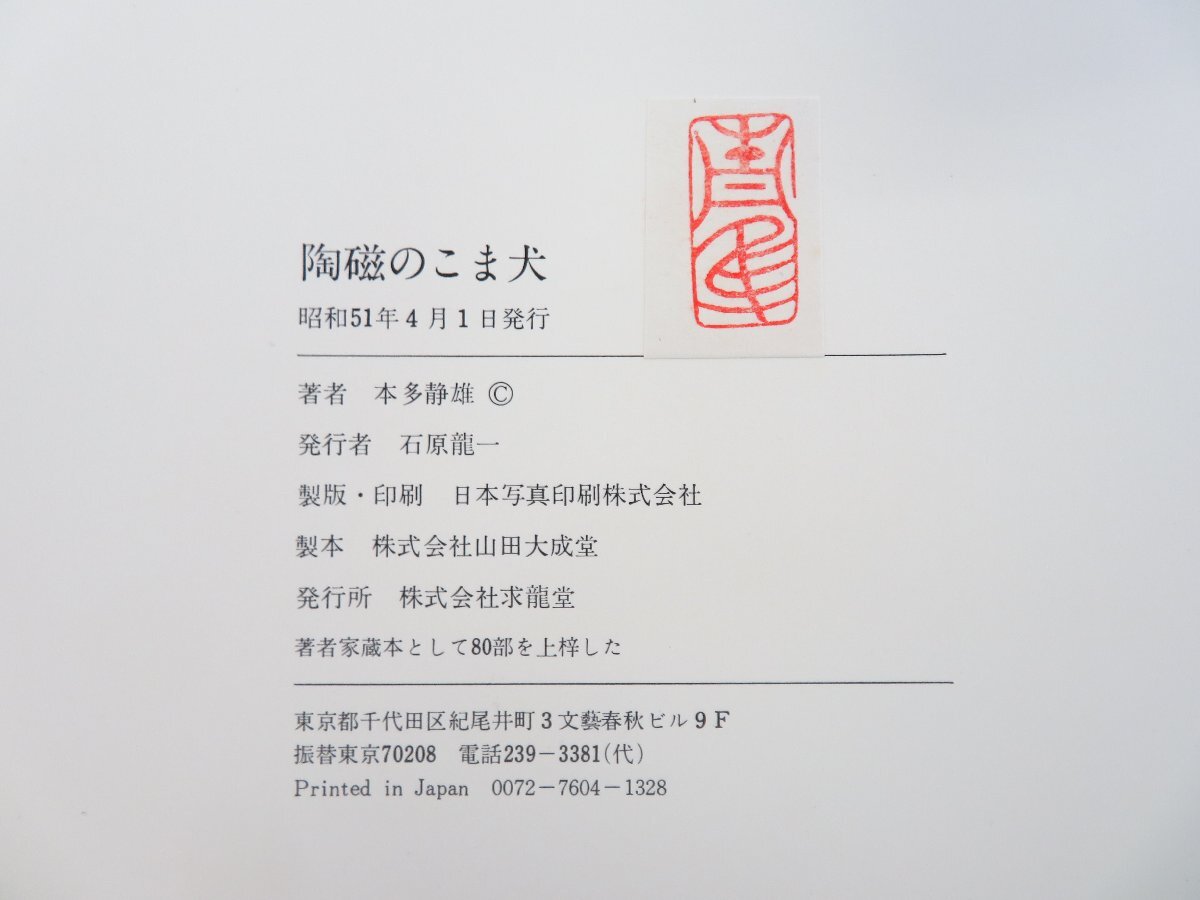 陶磁のこま犬
昭和51年4月1日発行
著者 本多静雄 ©
発行者 石原龍一
製版・印刷 日本写真印刷株式会社
製本 株式会社山田大成堂
発行所 株式会社求龍堂
著者家蔵本として80部を上梓した
東京都千代田区紀尾井町3文藝春秋ビル9F
振替東京70208 電話239-3381(代)
Printed in Japan 0072-7604-1328